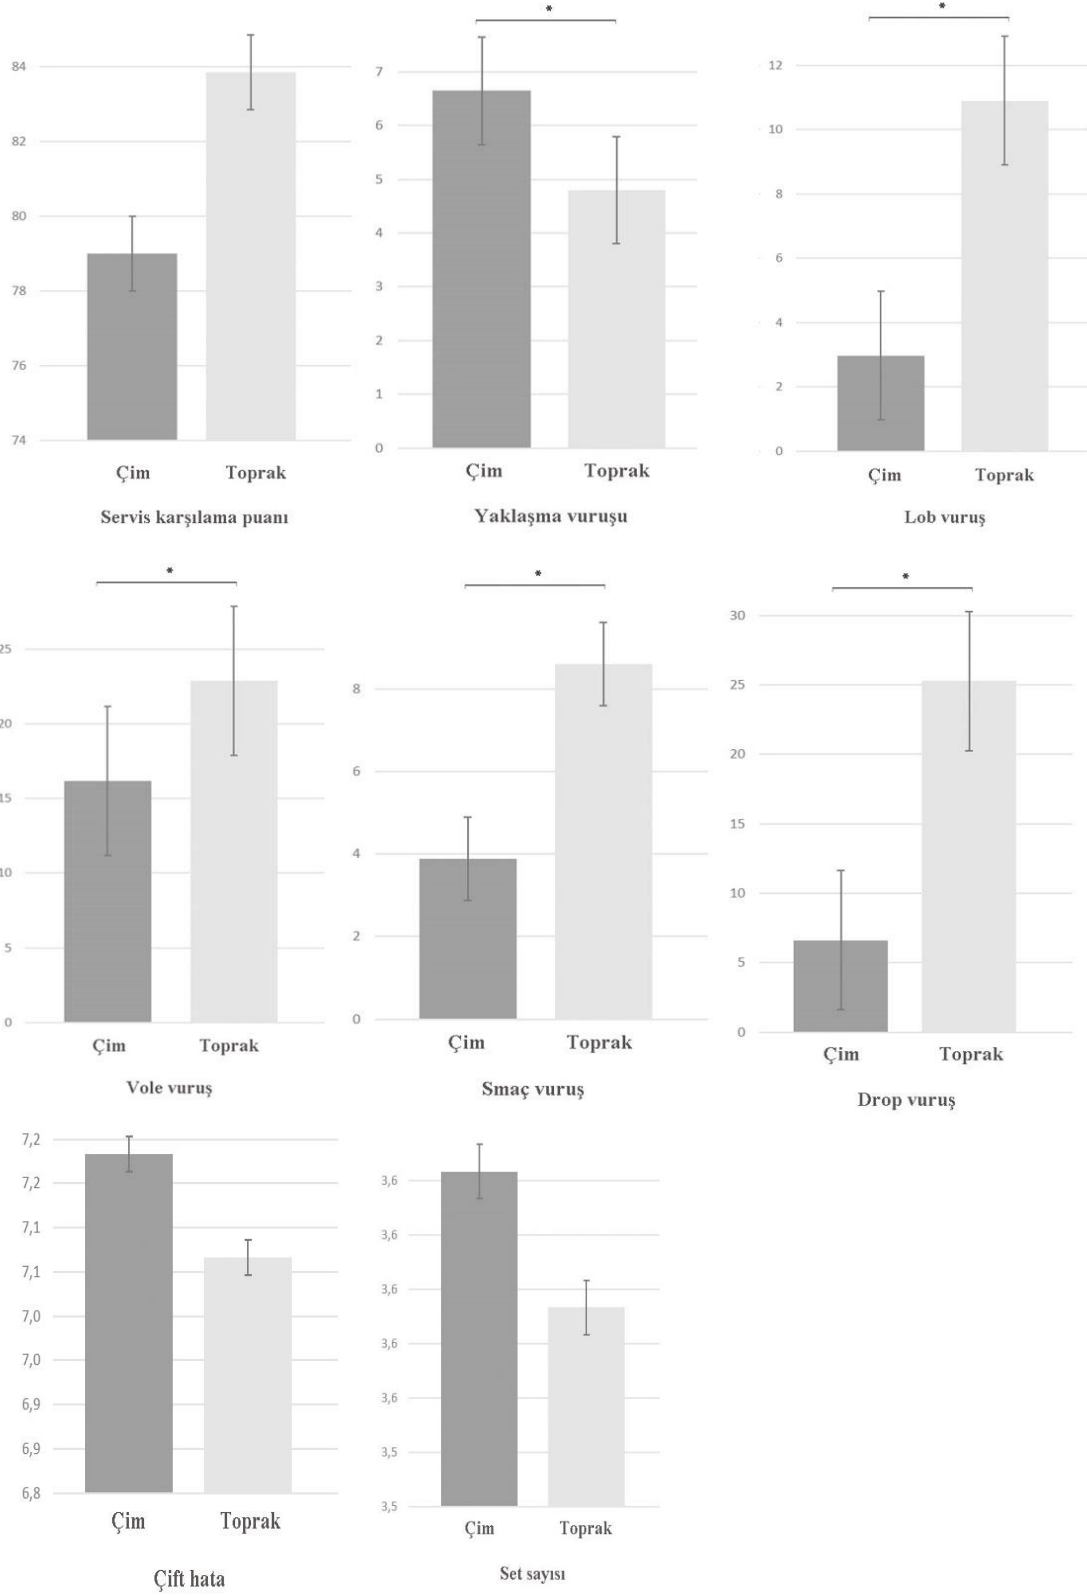 *
*
84
82
80
78
76
74
Çim
Toprak
Servis karşılama puanı
7
6
5
4
3
2
1
0
Çim
Toprak
Yaklaşma vuruşu
12
10
8
6
4
2
0
Çim
Toprak
Lob vuruş
*
*
*
25
20
15
10
5
0
Çim
Toprak
Vole vuruş
8
6
4
2
0
Çim
Toprak
Smaç vuruş
30
25
20
15
10
5
0
Çim
Toprak
Drop vuruş
7,2
7,2
7,1
7,1
7,0
7,0
6,9
6,9
6,8
Çim
Toprak
Çift hata
3,6
3,6
3,6
3,6
3,6
3,5
3,5
Çim
Toprak
Set sayısı